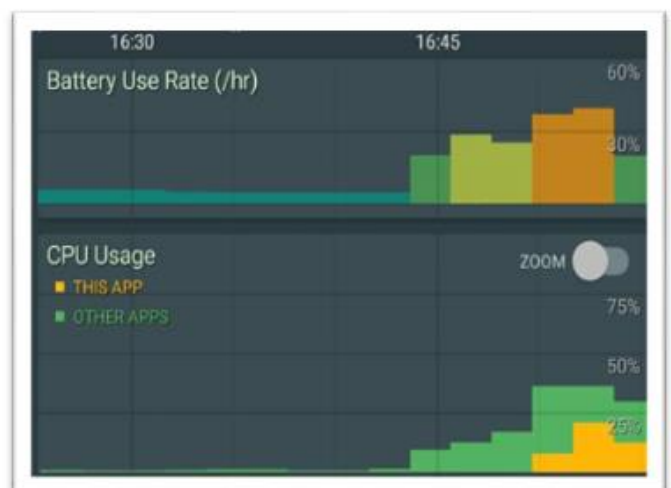 16:30 16:45
Battery Use Rate (/hr) 60%
30%
CPU Usage
ZOOM
THIS APP
75%
OTHER APPS
50%
25%